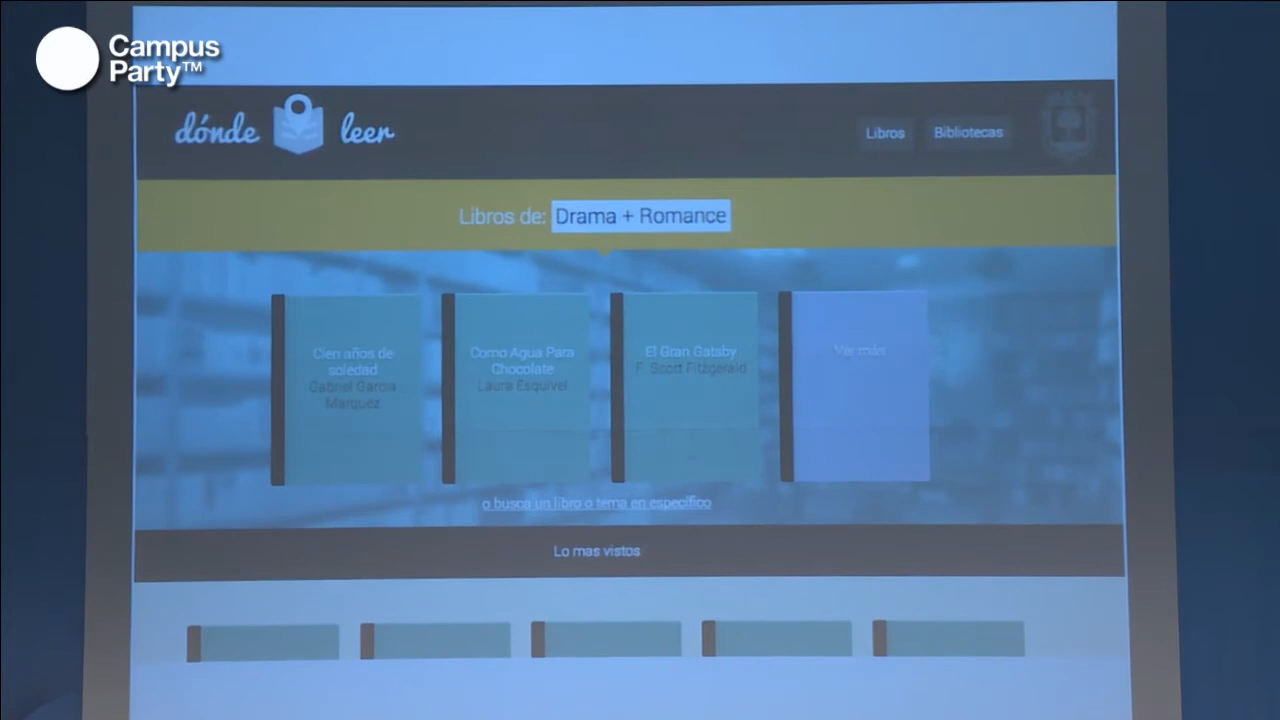 Campus
Party™
dónde leer
Libros
Bibliotecas
Libros de: Drama + Romance
Cien años de
soledad
Gabriel Garcia
Marquez
Como Agua Para
Chocolate
Laura Esquivel
El Gran Gatsby
F. Scott Fitzgerald
Ver más
o busca un libro o tema en específico
Lo mas vistos